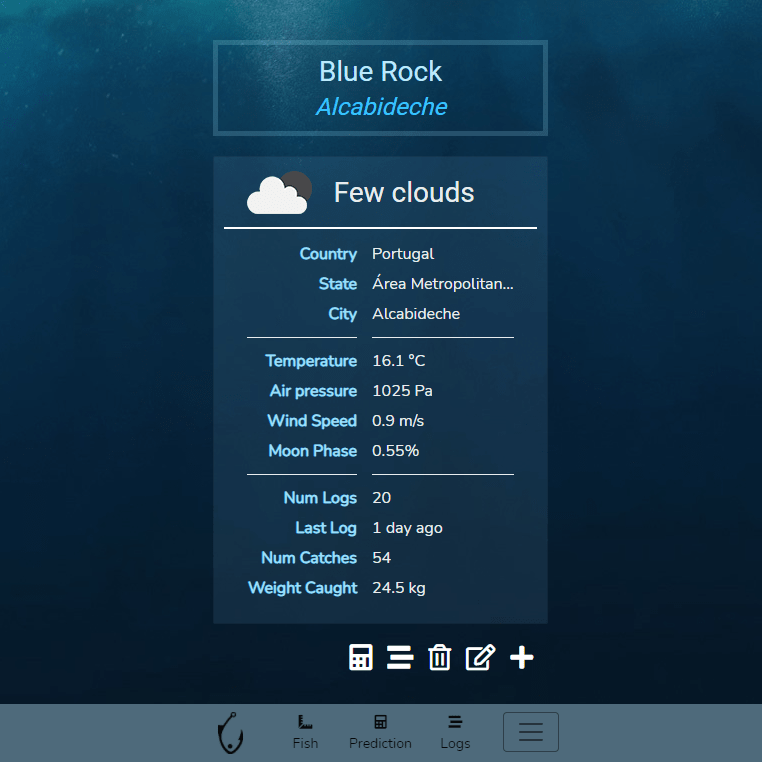 Blue Rock
Alcabideche
Few clouds
Country Portugal
State Área Metropolitan...
City Alcabideche
Temperature 16.1 °C
Air pressure 1025 Pa
Wind Speed 0.9 m/s
Moon Phase 0.55%
Num Logs 20
Last Log 1 day ago
Num Catches 54
Weight Caught 24.5 kg
Fish Prediction Logs